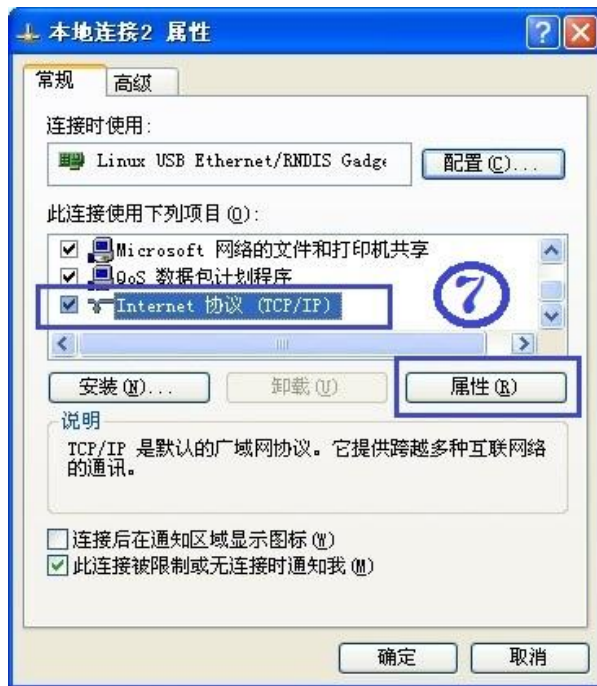 本地连接2 属性
常规
高级
连接时使用:
Linux USB Ethernet/RNDIS Gadge
配置(C)...
此连接使用下列项目(O):
Microsoft 网络的文件和打印机共享
QoS 数据包计划程序
Internet 协议 (TCP/IP)
7
安装(N)...
卸载(U)
属性(R)
说明
TCP/IP 是默认的广域网协议。它提供跨越多种互联网络
的通讯。
连接后在通知区域显示图标(W)
此连接被限制或无连接时通知我(M)
确定
取消